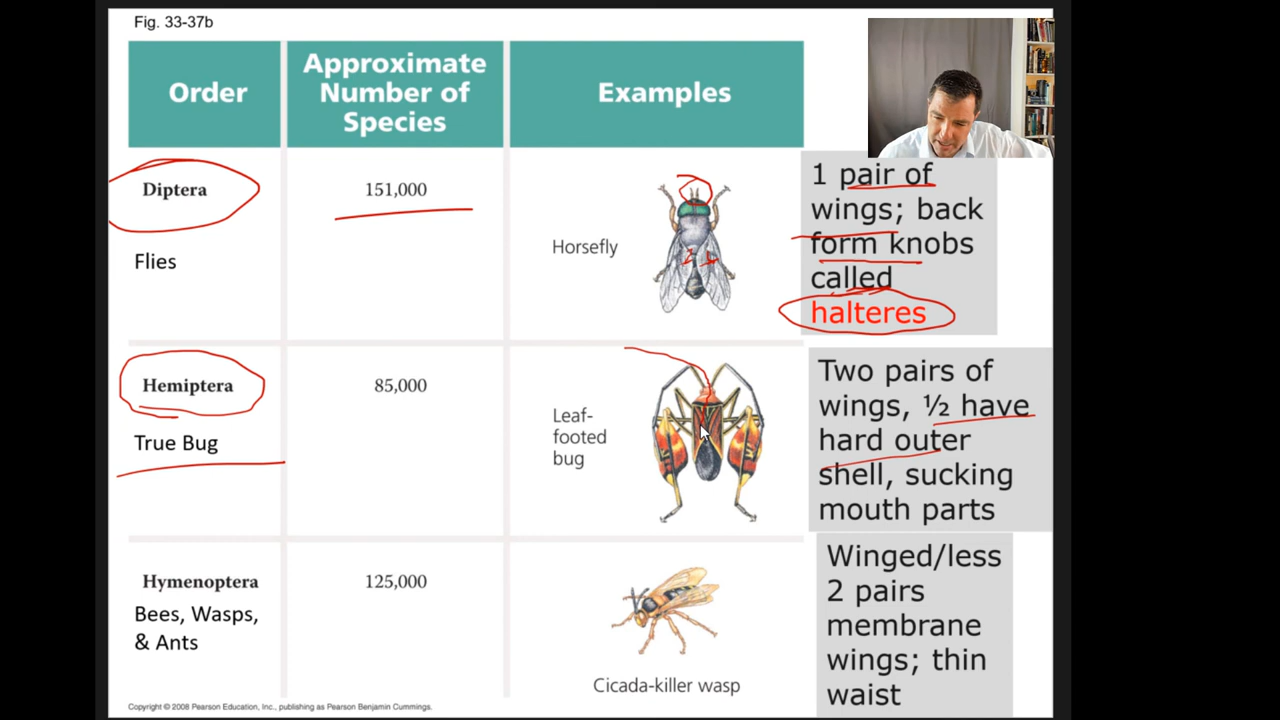 Fig. 33-37b
Order
Approximate
Number of
Species
Examples
Diptera
151,000
Flies
Horsefly
1 pair of
wings; back
form knobs
called
halteres
Hemiptera
85,000
True Bug
Leaf-
footed
bug
Two pairs of
wings, ½ have
hard outer
shell, sucking
mouth parts
Hymenoptera
125,000
Bees, Wasps,
& Ants
Cicada-killer wasp
Winged/less
2 pairs
membrane
wings; thin
waist
Copyright © 2008 Pearson Education, Inc., publishing as Pearson Benjamin Cummings.